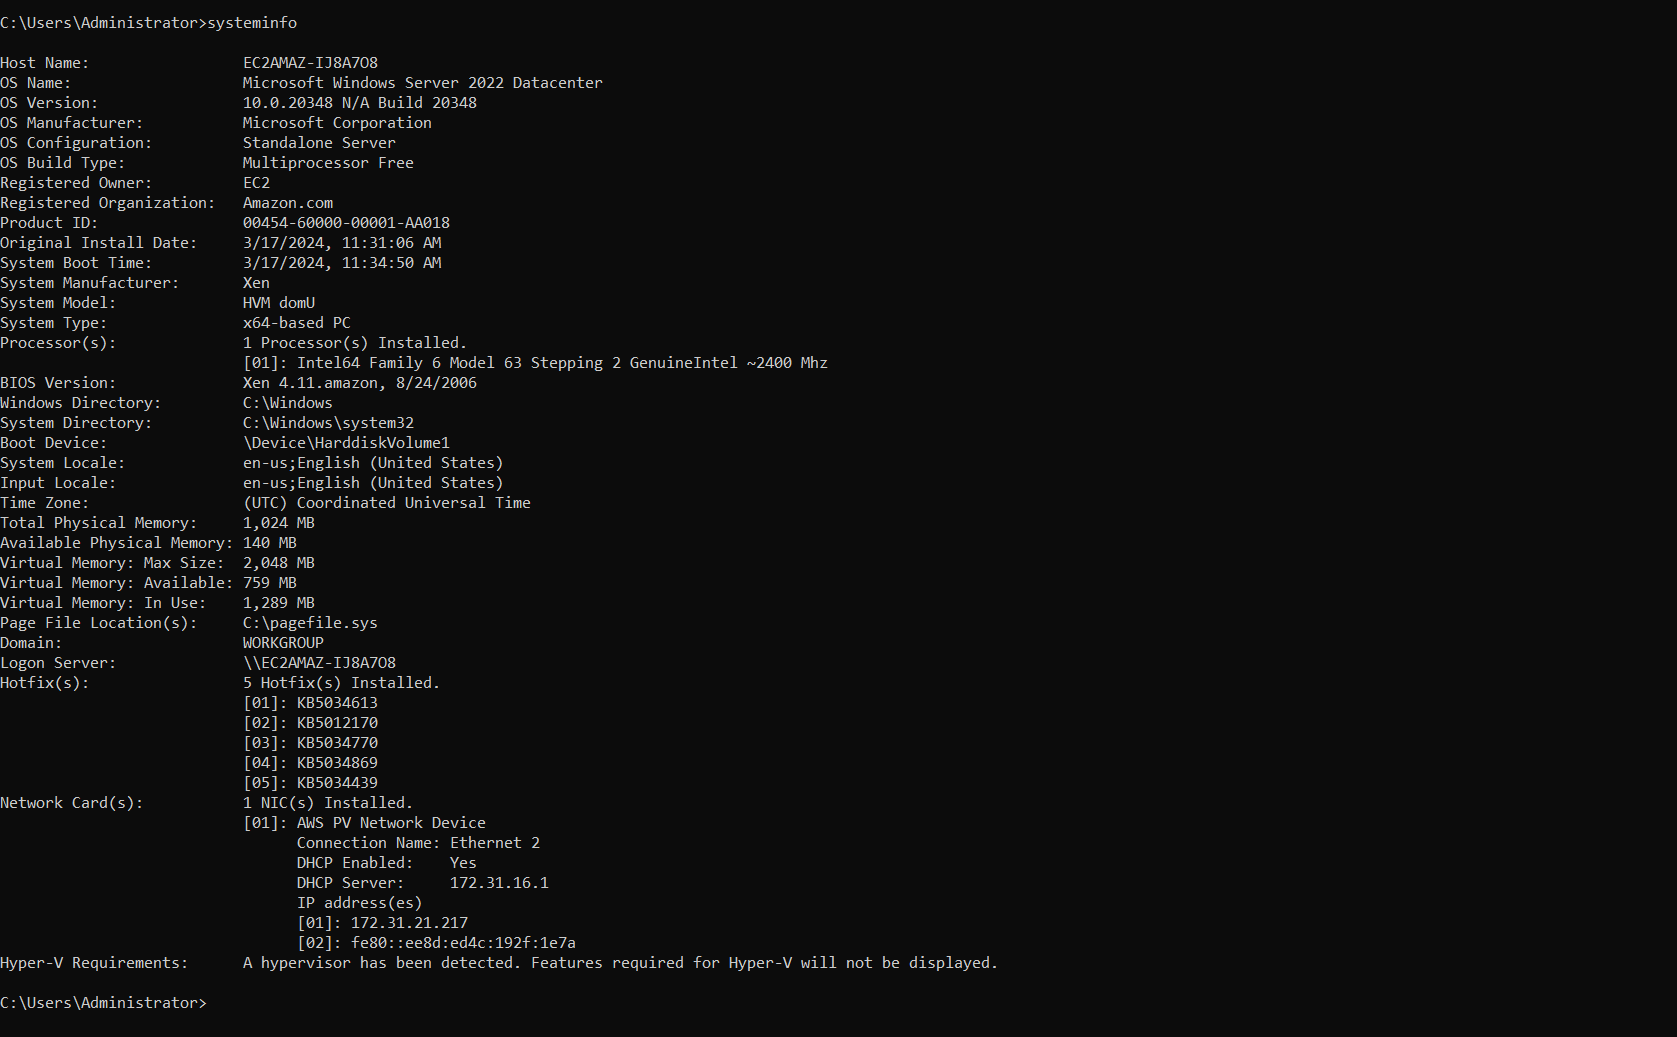 C:\Users\Administrator>systeminfo
Host Name: EC2AMAZ-IJ8A7O8
OS Name: Microsoft Windows Server 2022 Datacenter
OS Version: 10.0.20348 N/A Build 20348
OS Manufacturer: Microsoft Corporation
OS Configuration: Standalone Server
OS Build Type: Multiprocessor Free
Registered Owner: EC2
Registered Organization: Amazon.com
Product ID: 00454-60000-00001-AA018
Original Install Date: 3/17/2024, 11:31:06 AM
System Boot Time: 3/17/2024, 11:34:50 AM
System Manufacturer: Xen
System Model: HVM domU
System Type: x64-based PC
Processor(s): 1 Processor(s) Installed.
[01]: Intel64 Family 6 Model 63 Stepping 2 GenuineIntel ~2400 Mhz
BIOS Version: Xen 4.11.amazon, 8/24/2006
Windows Directory: C:\Windows
System Directory: C:\Windows\system32
Boot Device: \Device\HarddiskVolume1
System Locale: en-us;English (United States)
Input Locale: en-us;English (United States)
Time Zone: (UTC) Coordinated Universal Time
Total Physical Memory: 1,024 MB
Available Physical Memory: 140 MB
Virtual Memory: Max Size: 2,048 MB
Virtual Memory: Available: 759 MB
Virtual Memory: In Use: 1,289 MB
Page File Location(s): C:\pagefile.sys
Domain: WORKGROUP
Logon Server: \\EC2AMAZ-IJ8A7O8
Hotfix(s): 5 Hotfix(s) Installed.
[01]: KB5034613
[02]: KB5012170
[03]: KB5034770
[04]: KB5034869
[05]: KB5034439
Network Card(s): 1 NIC(s) Installed.
[01]: AWS PV Network Device
Connection Name: Ethernet 2
DHCP Enabled: Yes
DHCP Server: 172.31.16.1
IP address(es)
[01]: 172.31.21.217
[02]: fe80::ee8d:ed4c:192f:1e7a
Hyper-V Requirements: A hypervisor has been detected. Features required for Hyper-V will not be displayed.
C:\Users\Administrator>